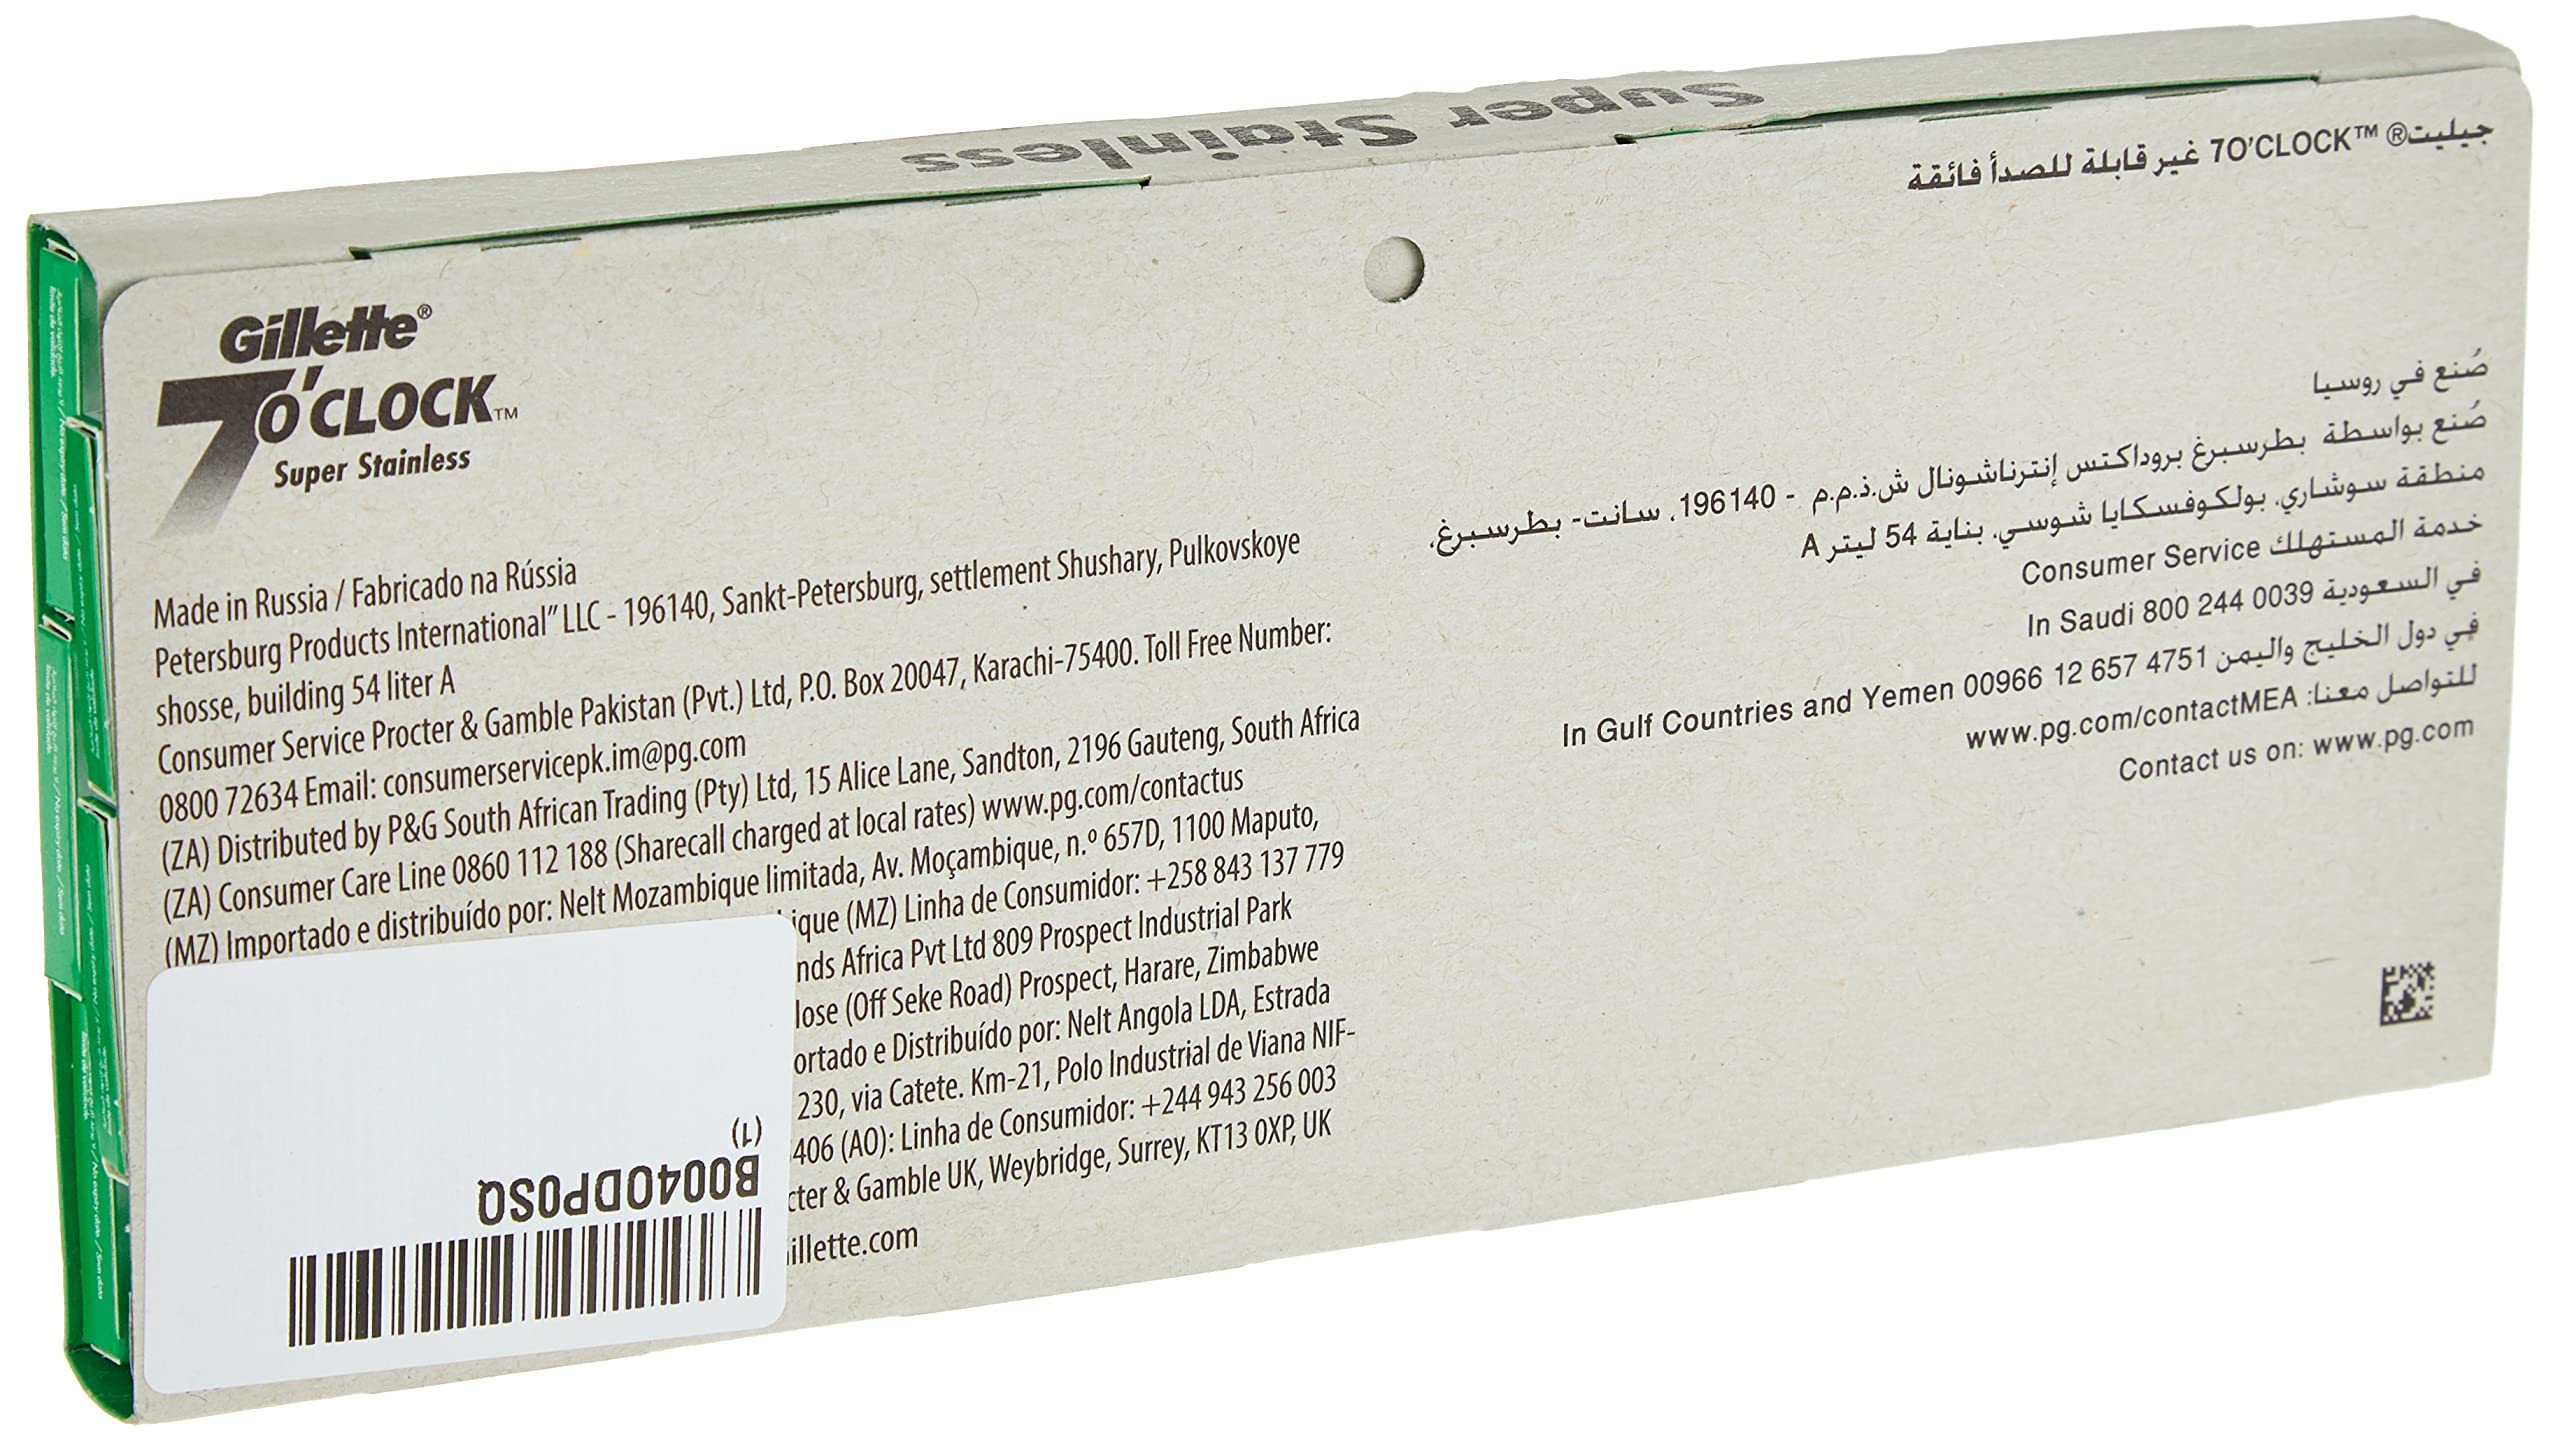 Super Stainless
جيليت® 7O'CLOCK™ غير قابلة للصدأ فائقة
Gillette®
7O'CLOCK™
Super Stainless
Made in Russia / Fabricado na Rússia
Petersburg Products International” LLC - 196140, Sankt-Petersburg, settlement Shushary, Pulkovskoye
shosse, building 54 liter A
Consumer Service Procter & Gamble Pakistan (Pvt.) Ltd, P.O. Box 20047, Karachi-75400. Toll Free Number:
0800 72634 Email: consumerservicepk.im@pg.com
(ZA) Distributed by P&G South African Trading (Pty) Ltd, 15 Alice Lane, Sandton, 2196 Gauteng, South Africa
(ZA) Consumer Care Line 0860 112 188 (Sharecall charged at local rates) www.pg.com/contactus
(MZ) Importado e distribuído por: Nelt Mozambique limitada, Av. Moçambique, n.º 657D, 1100 Maputo,
ique (MZ) Linha de Consumidor: +258 843 137 779
nds Africa Pvt Ltd 809 Prospect Industrial Park
lose (Off Seke Road) Prospect, Harare, Zimbabwe
ortado e Distribuído por: Nelt Angola LDA, Estrada
230, via Catete. Km-21, Polo Industrial de Viana NIF-
406 (AO): Linha de Consumidor: +244 943 256 003
cter & Gamble UK, Weybridge, Surrey, KT13 0XP, UK
illette.com
صُنع في روسيا
صُنع بواسطة بطرسبرغ بروداكتس إنترناشونال ش.ذ.م.م - 196140، سانت- بطرسبرغ،
منطقة سوشاري، بولكوفسكايا شوسي، بناية 54 ليتر A
خدمة المستهلك Consumer Service
في السعودية In Saudi 800 244 0039
في دول الخليج واليمن In Gulf Countries and Yemen 00966 12 657 4751
للتواصل معنا: www.pg.com/contactMEA
Contact us on: www.pg.com
B004ODP0SQ
(1)